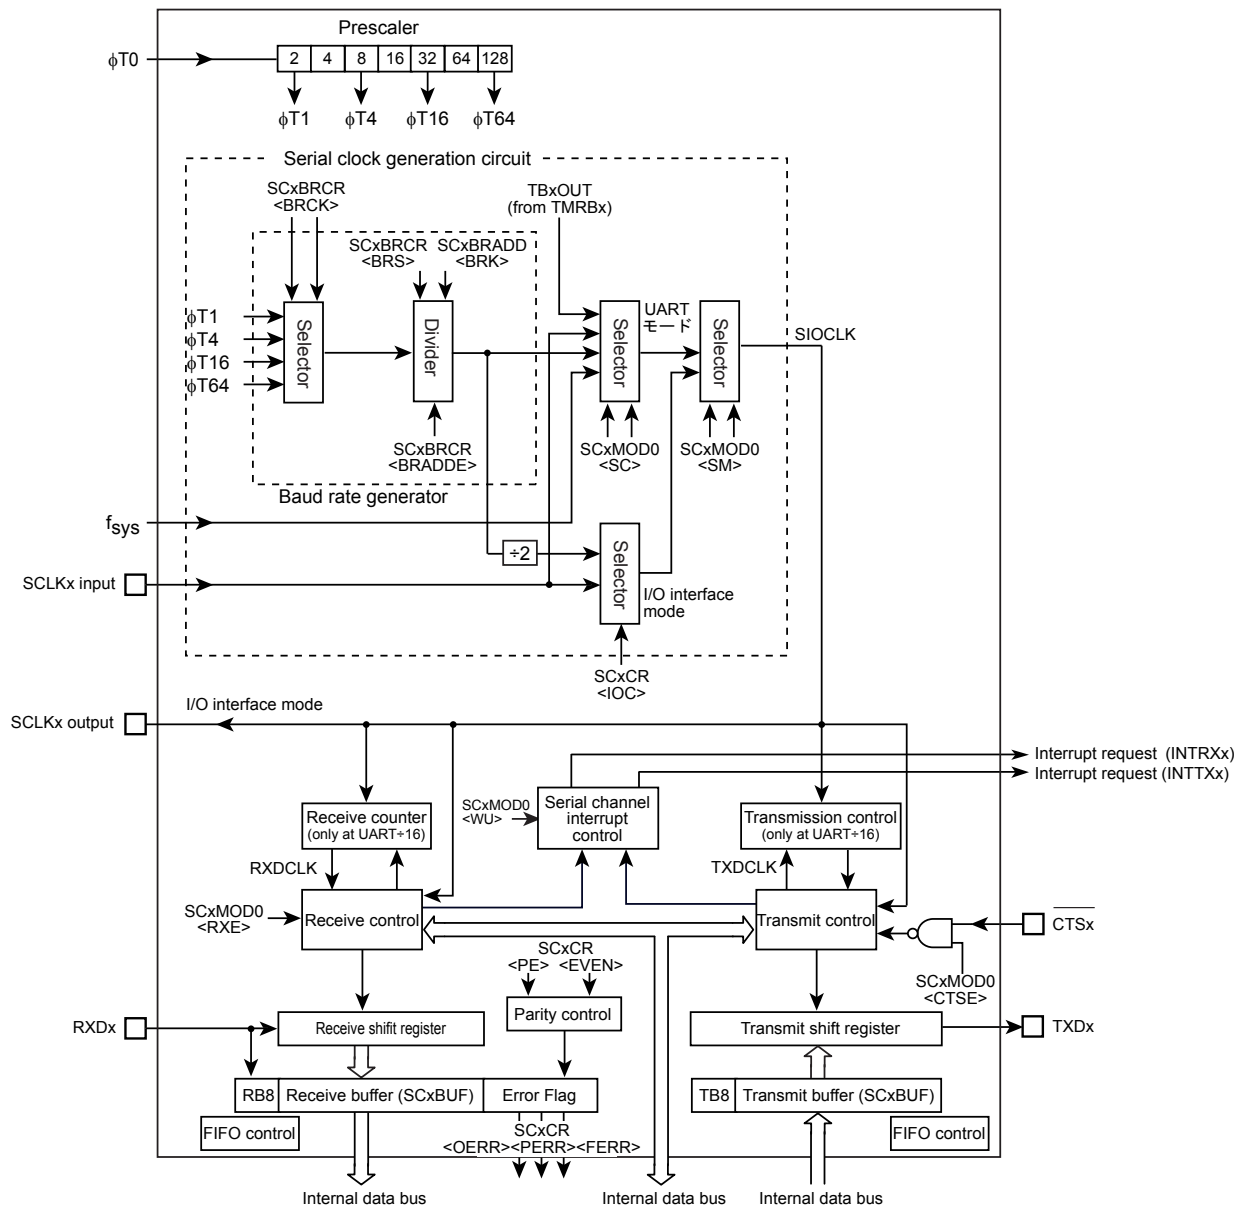 Prescaler
ϕT0
2 4 8 16 32 64 128
ϕT1 ϕT4 ϕT16 ϕT64
Serial clock generation circuit
SCxBRCR
<BRCK>
TBxOUT
(from TMRBx)
SCxBRCR
<BRS>
SCxBRADD
<BRK>
ϕT1
ϕT4
ϕT16
ϕT64
Selector
Divider
Selector
UART
モード
Selector
SIOCLK
SCxBRCR
<BRADDE>
SCxMOD0
<SC>
SCxMOD0
<SM>
Baud rate generator
fsys
÷2
Selector
SCLKx input
I/O interface
mode
SCxCR
<IOC>
I/O interface mode
SCLKx output
Interrupt request (INTRXx)
Interrupt request (INTTXx)
Receive counter
(only at UART÷16)
SCxMOD0
<WU>
Serial channel
interrupt
control
Transmission control
(only at UART÷16)
RXDCLK
TXDCLK
SCxMOD0
<RXE>
Receive control
Transmit control
CTSx
SCxCR
<PE> <EVEN>
SCxMOD0
<CTSE>
Parity control
RXDx
Receive shifit register
Transmit shift register
TXDx
RB8 Receive buffer (SCxBUF) Error Flag
TB8 Transmit buffer (SCxBUF)
FIFO control
SCxCR
<OERR><PERR><FERR>
FIFO control
Internal data bus
Internal data bus
Internal data bus